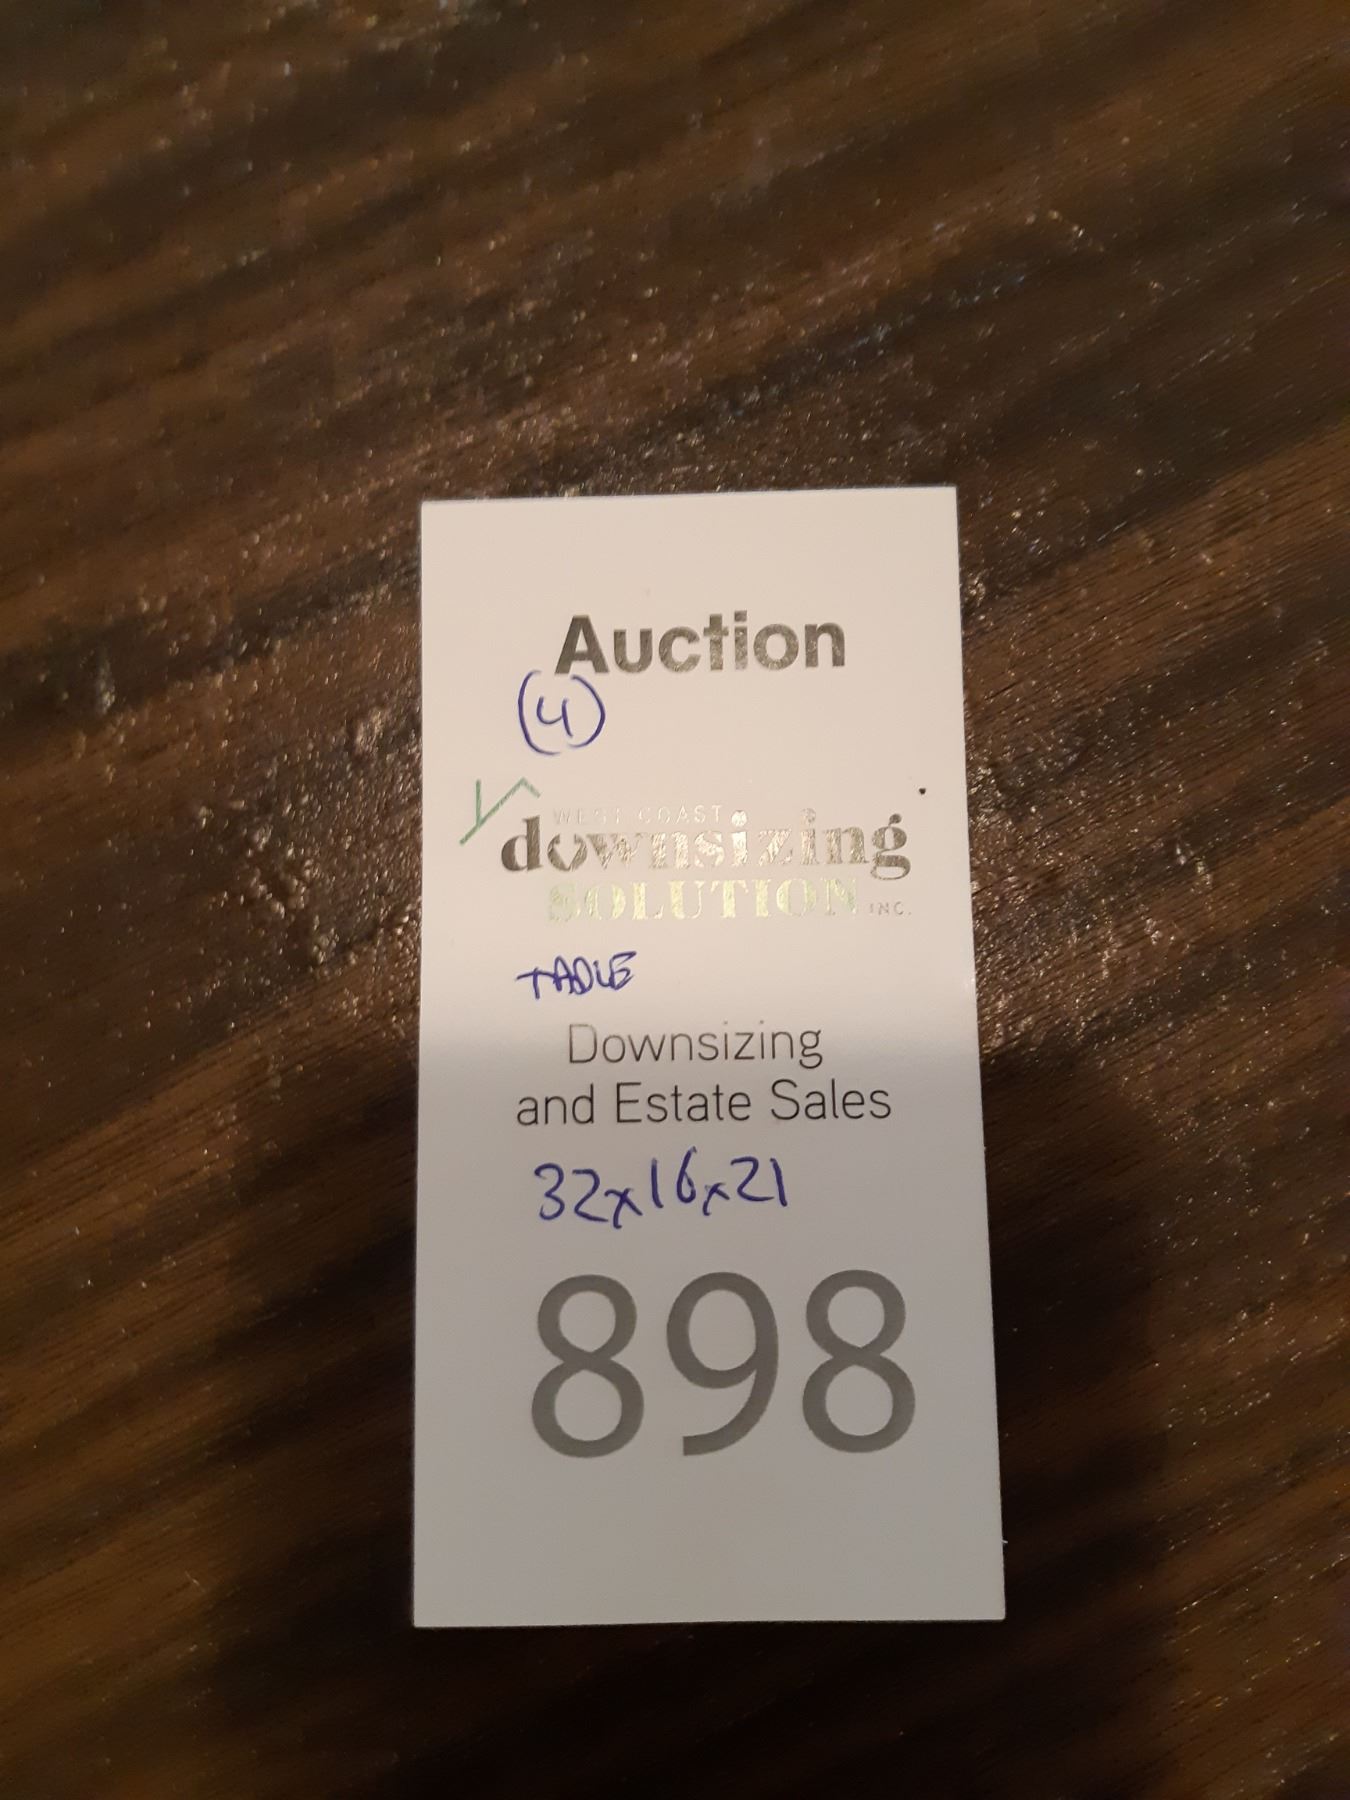 Auction
(4)
WEST COAST
downsizing
SOLUTION INC.
TABLE
Downsizing
and Estate Sales
32x16x21
898